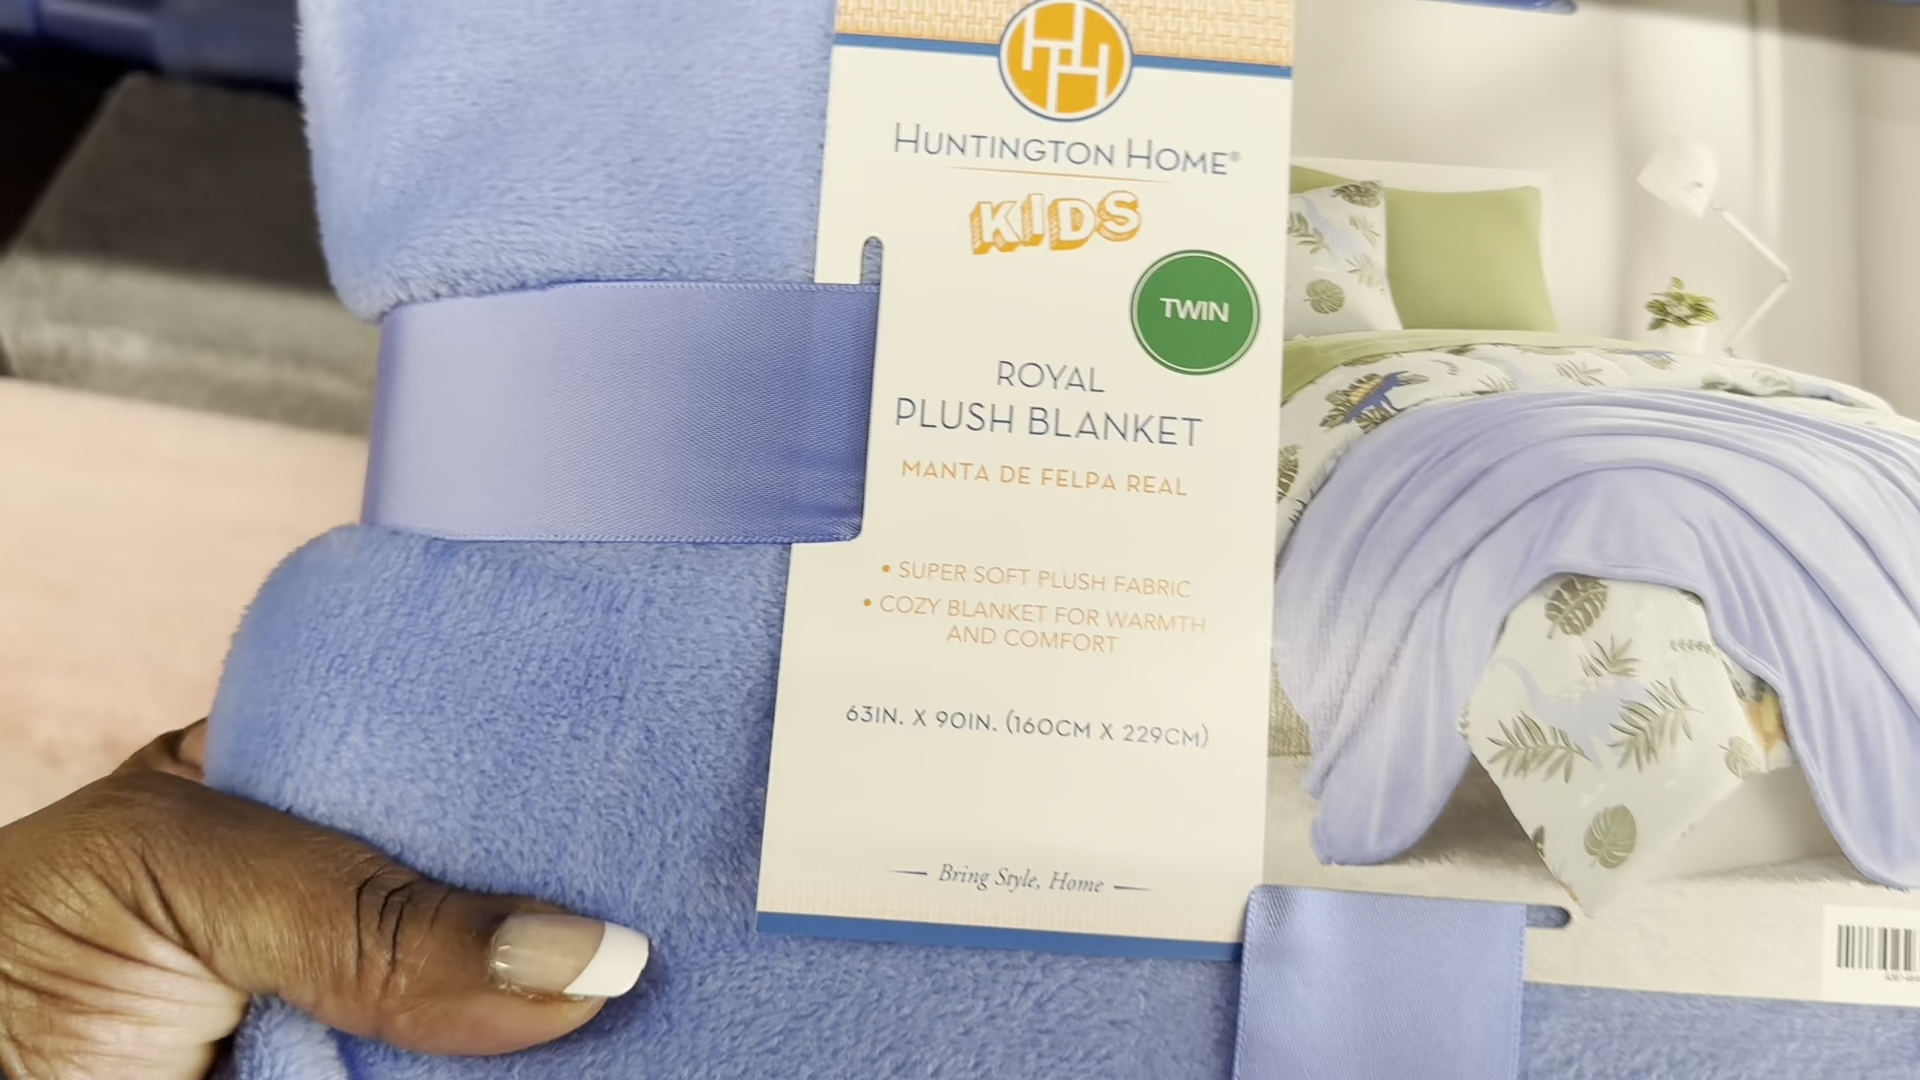 HUNTINGTON HOME®
KIDS
TWIN
ROYAL
PLUSH BLANKET
MANTA DE FELPA REAL
• SUPER SOFT PLUSH FABRIC
• COZY BLANKET FOR WARMTH
AND COMFORT
63IN. X 90IN. (160CM X 229CM)
Bring Style, Home